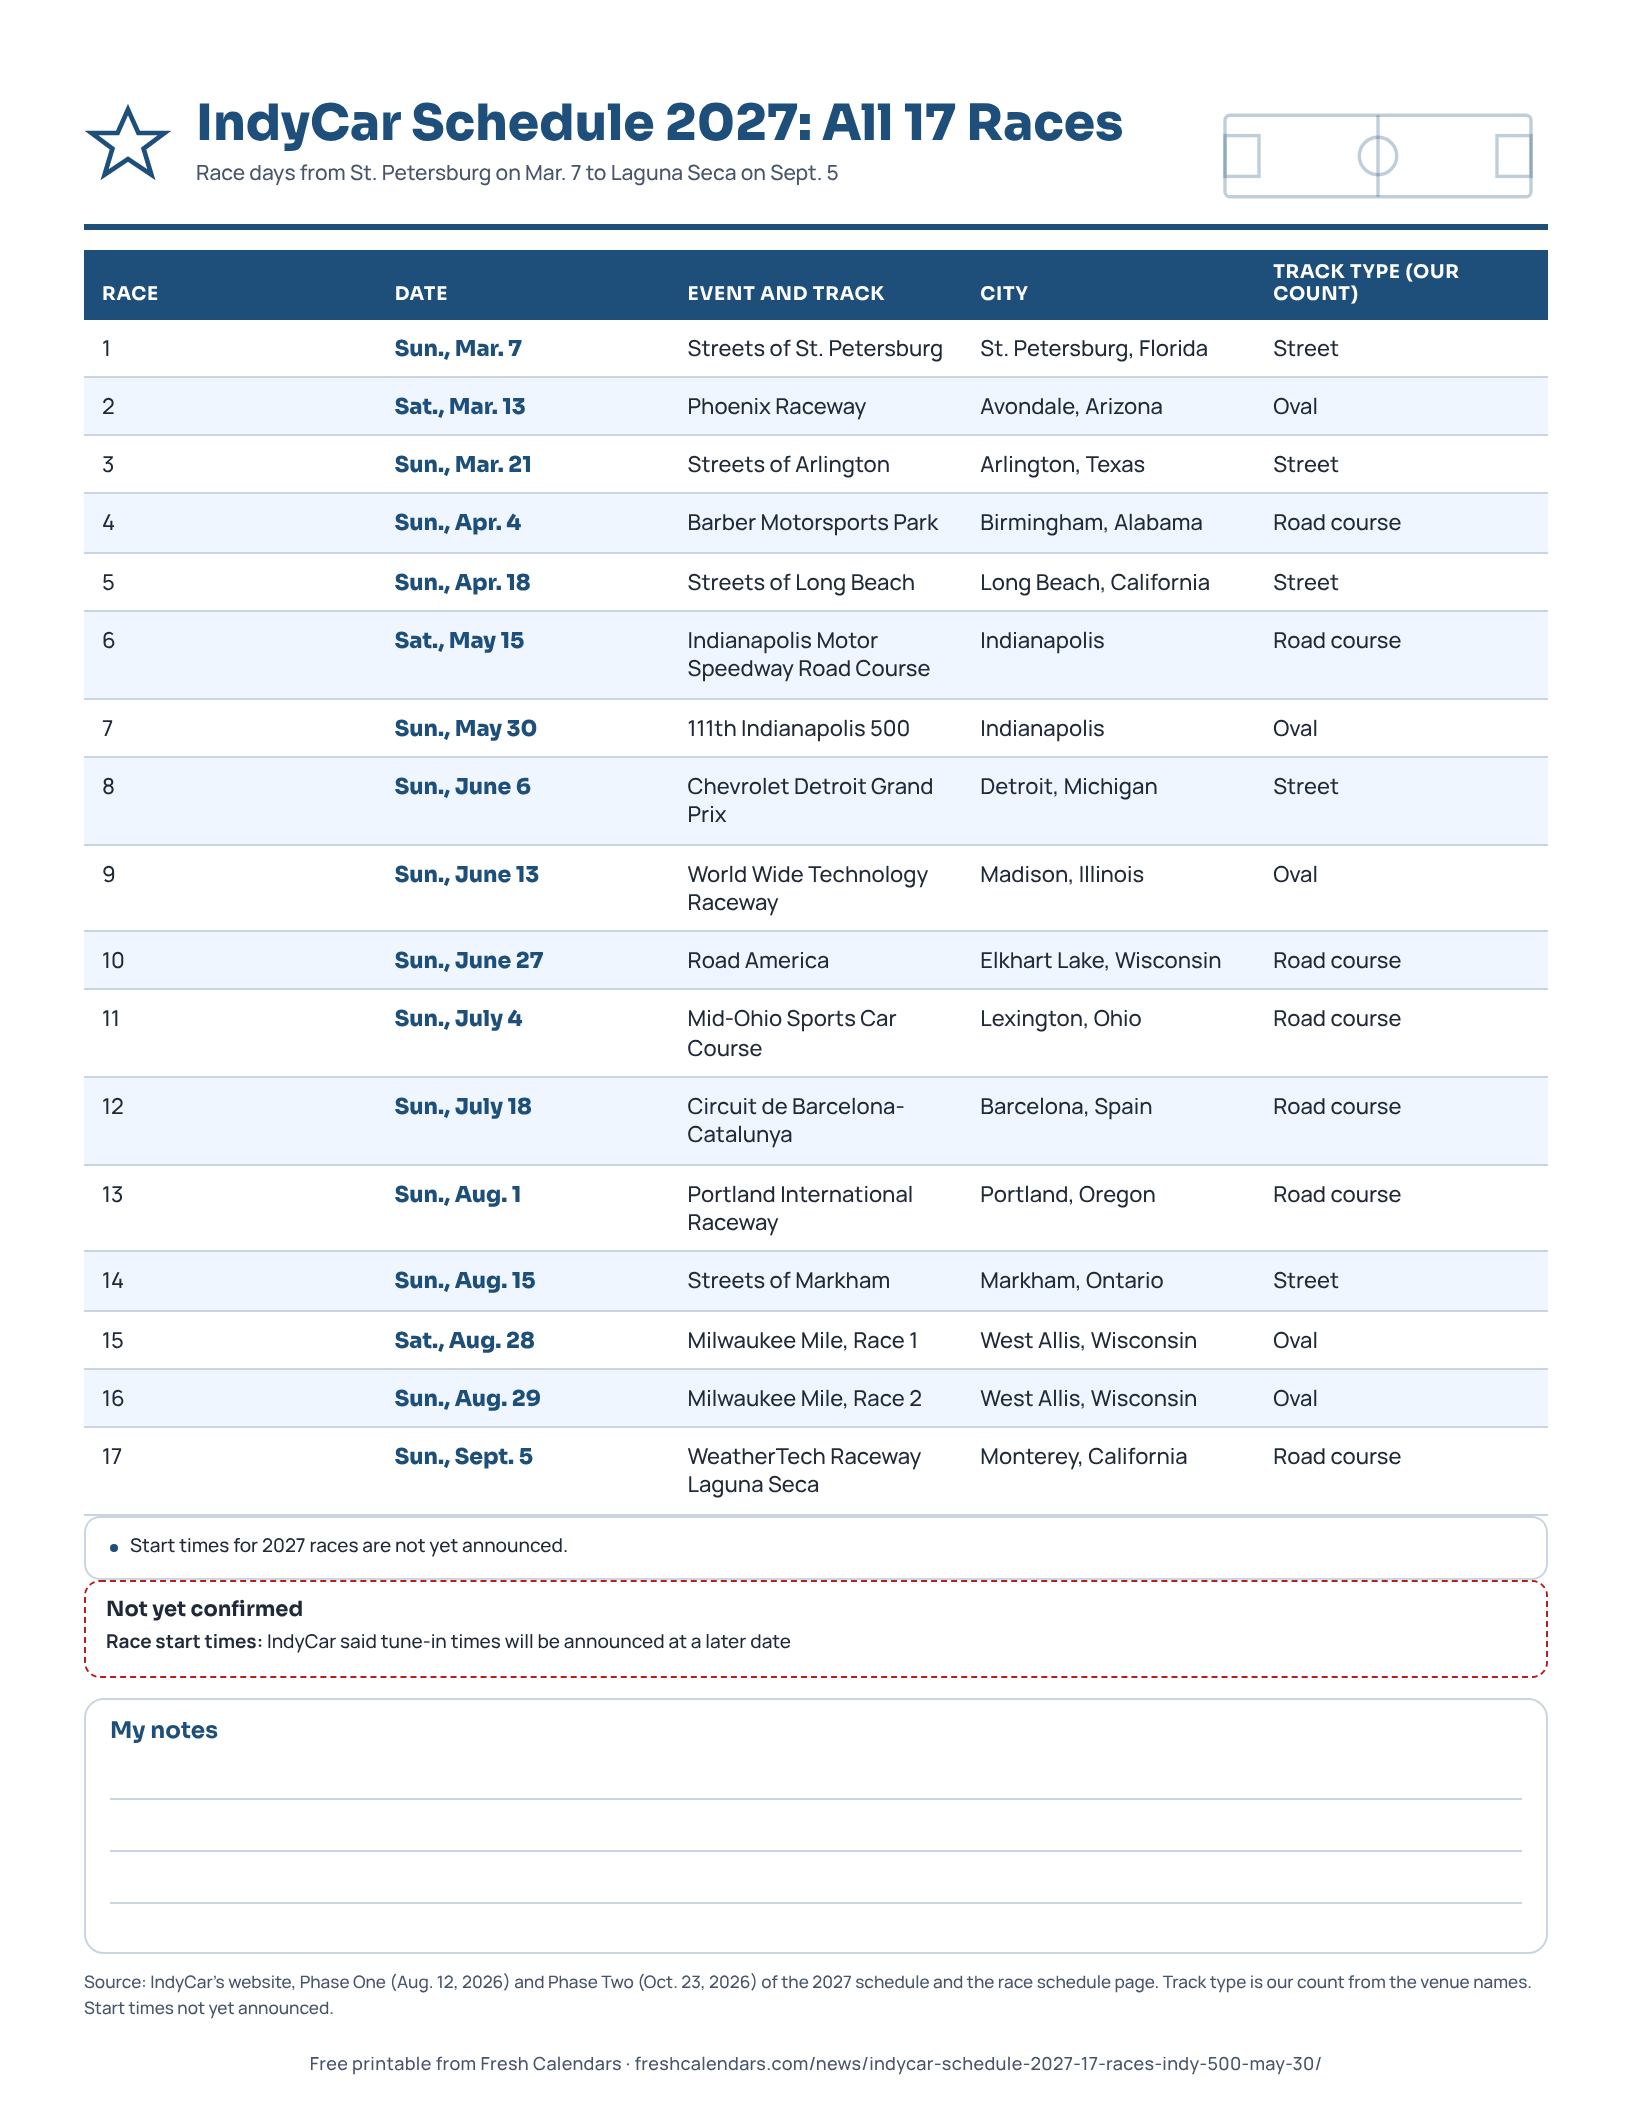 IndyCar Schedule 2027: All 17 Races
Race days from St. Petersburg on Mar. 7 to Laguna Seca on Sept. 5
RACE DATE EVENT AND TRACK CITY TRACK TYPE (OUR COUNT)
1 Sun., Mar. 7 Streets of St. Petersburg St. Petersburg, Florida Street
2 Sat., Mar. 13 Phoenix Raceway Avondale, Arizona Oval
3 Sun., Mar. 21 Streets of Arlington Arlington, Texas Street
4 Sun., Apr. 4 Barber Motorsports Park Birmingham, Alabama Road course
5 Sun., Apr. 18 Streets of Long Beach Long Beach, California Street
6 Sat., May 15 Indianapolis Motor Speedway Road Course Indianapolis Road course
7 Sun., May 30 111th Indianapolis 500 Indianapolis Oval
8 Sun., June 6 Chevrolet Detroit Grand Prix Detroit, Michigan Street
9 Sun., June 13 World Wide Technology Raceway Madison, Illinois Oval
10 Sun., June 27 Road America Elkhart Lake, Wisconsin Road course
11 Sun., July 4 Mid-Ohio Sports Car Course Lexington, Ohio Road course
12 Sun., July 18 Circuit de Barcelona-Catalunya Barcelona, Spain Road course
13 Sun., Aug. 1 Portland International Raceway Portland, Oregon Road course
14 Sun., Aug. 15 Streets of Markham Markham, Ontario Street
15 Sat., Aug. 28 Milwaukee Mile, Race 1 West Allis, Wisconsin Oval
16 Sun., Aug. 29 Milwaukee Mile, Race 2 West Allis, Wisconsin Oval
17 Sun., Sept. 5 WeatherTech Raceway Laguna Seca Monterey, California Road course
• Start times for 2027 races are not yet announced.
Not yet confirmed
Race start times: IndyCar said tune-in times will be announced at a later date
My notes
Source: IndyCar's website, Phase One (Aug. 12, 2026) and Phase Two (Oct. 23, 2026) of the 2027 schedule and the race schedule page. Track type is our count from the venue names.
Start times not yet announced.
Free printable from Fresh Calendars · freshcalendars.com/news/indycar-schedule-2027-17-races-indy-500-may-30/